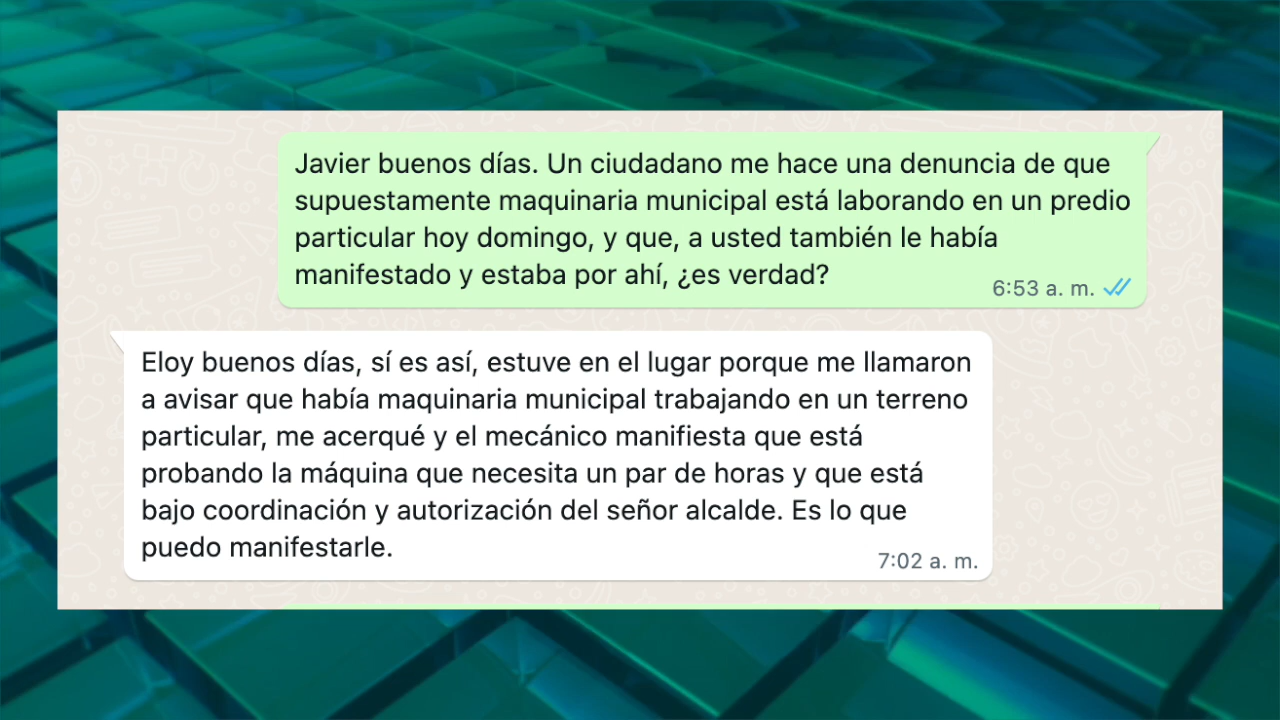 Javier buenos días. Un ciudadano me hace una denuncia de que
supuestamente maquinaria municipal está laborando en un predio
particular hoy domingo, y que, a usted también le había
manifestado y estaba por ahí, ¿es verdad?
6:53 a. m.
Eloy buenos días, sí es así, estuve en el lugar porque me llamaron
a avisar que había maquinaria municipal trabajando en un terreno
particular, me acerqué y el mecánico manifiesta que está
probando la máquina que necesita un par de horas y que está
bajo coordinación y autorización del señor alcalde. Es lo que
puedo manifestarle.
7:02 a. m.